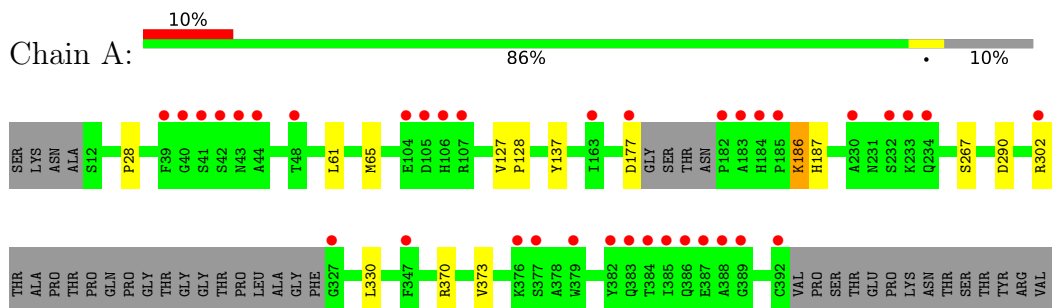 10%
Chain A:
86%
•
10%
SER LYS ASN ALA S12 P28 F39 G40 S41 S42 N43 A44 T48 L61 M65 E104 D105 H106 R107 V127 P128 Y137 I163 D177 GLY SER THR ASN P182 A183 H184 P185 K186 H187 A230 N231 S232 K233 Q234 S267 D290 R302
THR ALA PRO THR PRO GLN PRO GLY THR GLY GLY THR PRO LEU ALA GLY PHE G327 L330 F347 R370 V373 K376 S377 A378 W379 Y382 Q383 T384 I385 Q386 E387 A388 G389 C392 VAL PRO SER THR GLU PRO LYS ASN THR SER THR TYR ARG VAL